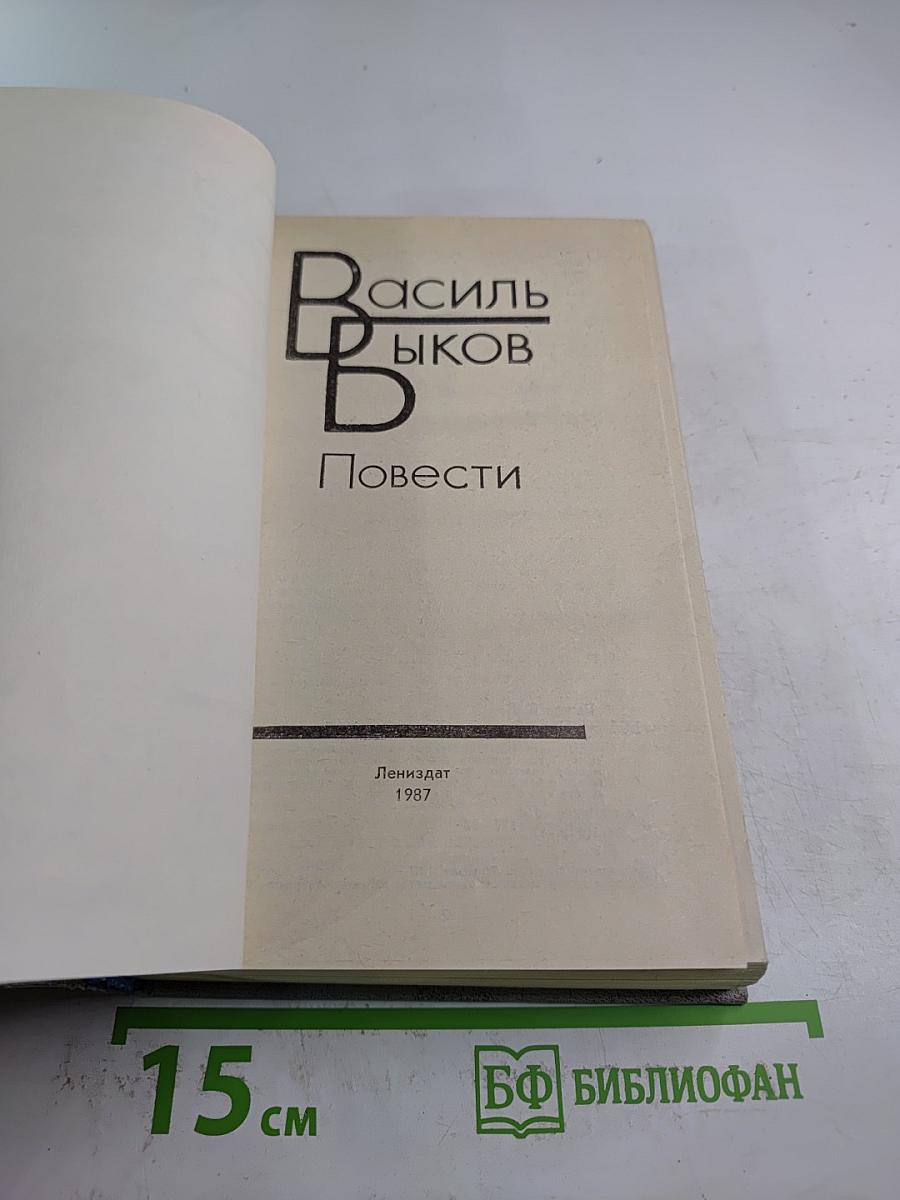 Василь
Быков
Повести
Лениздат
1987
15 см
БФ БИБЛИОФАН